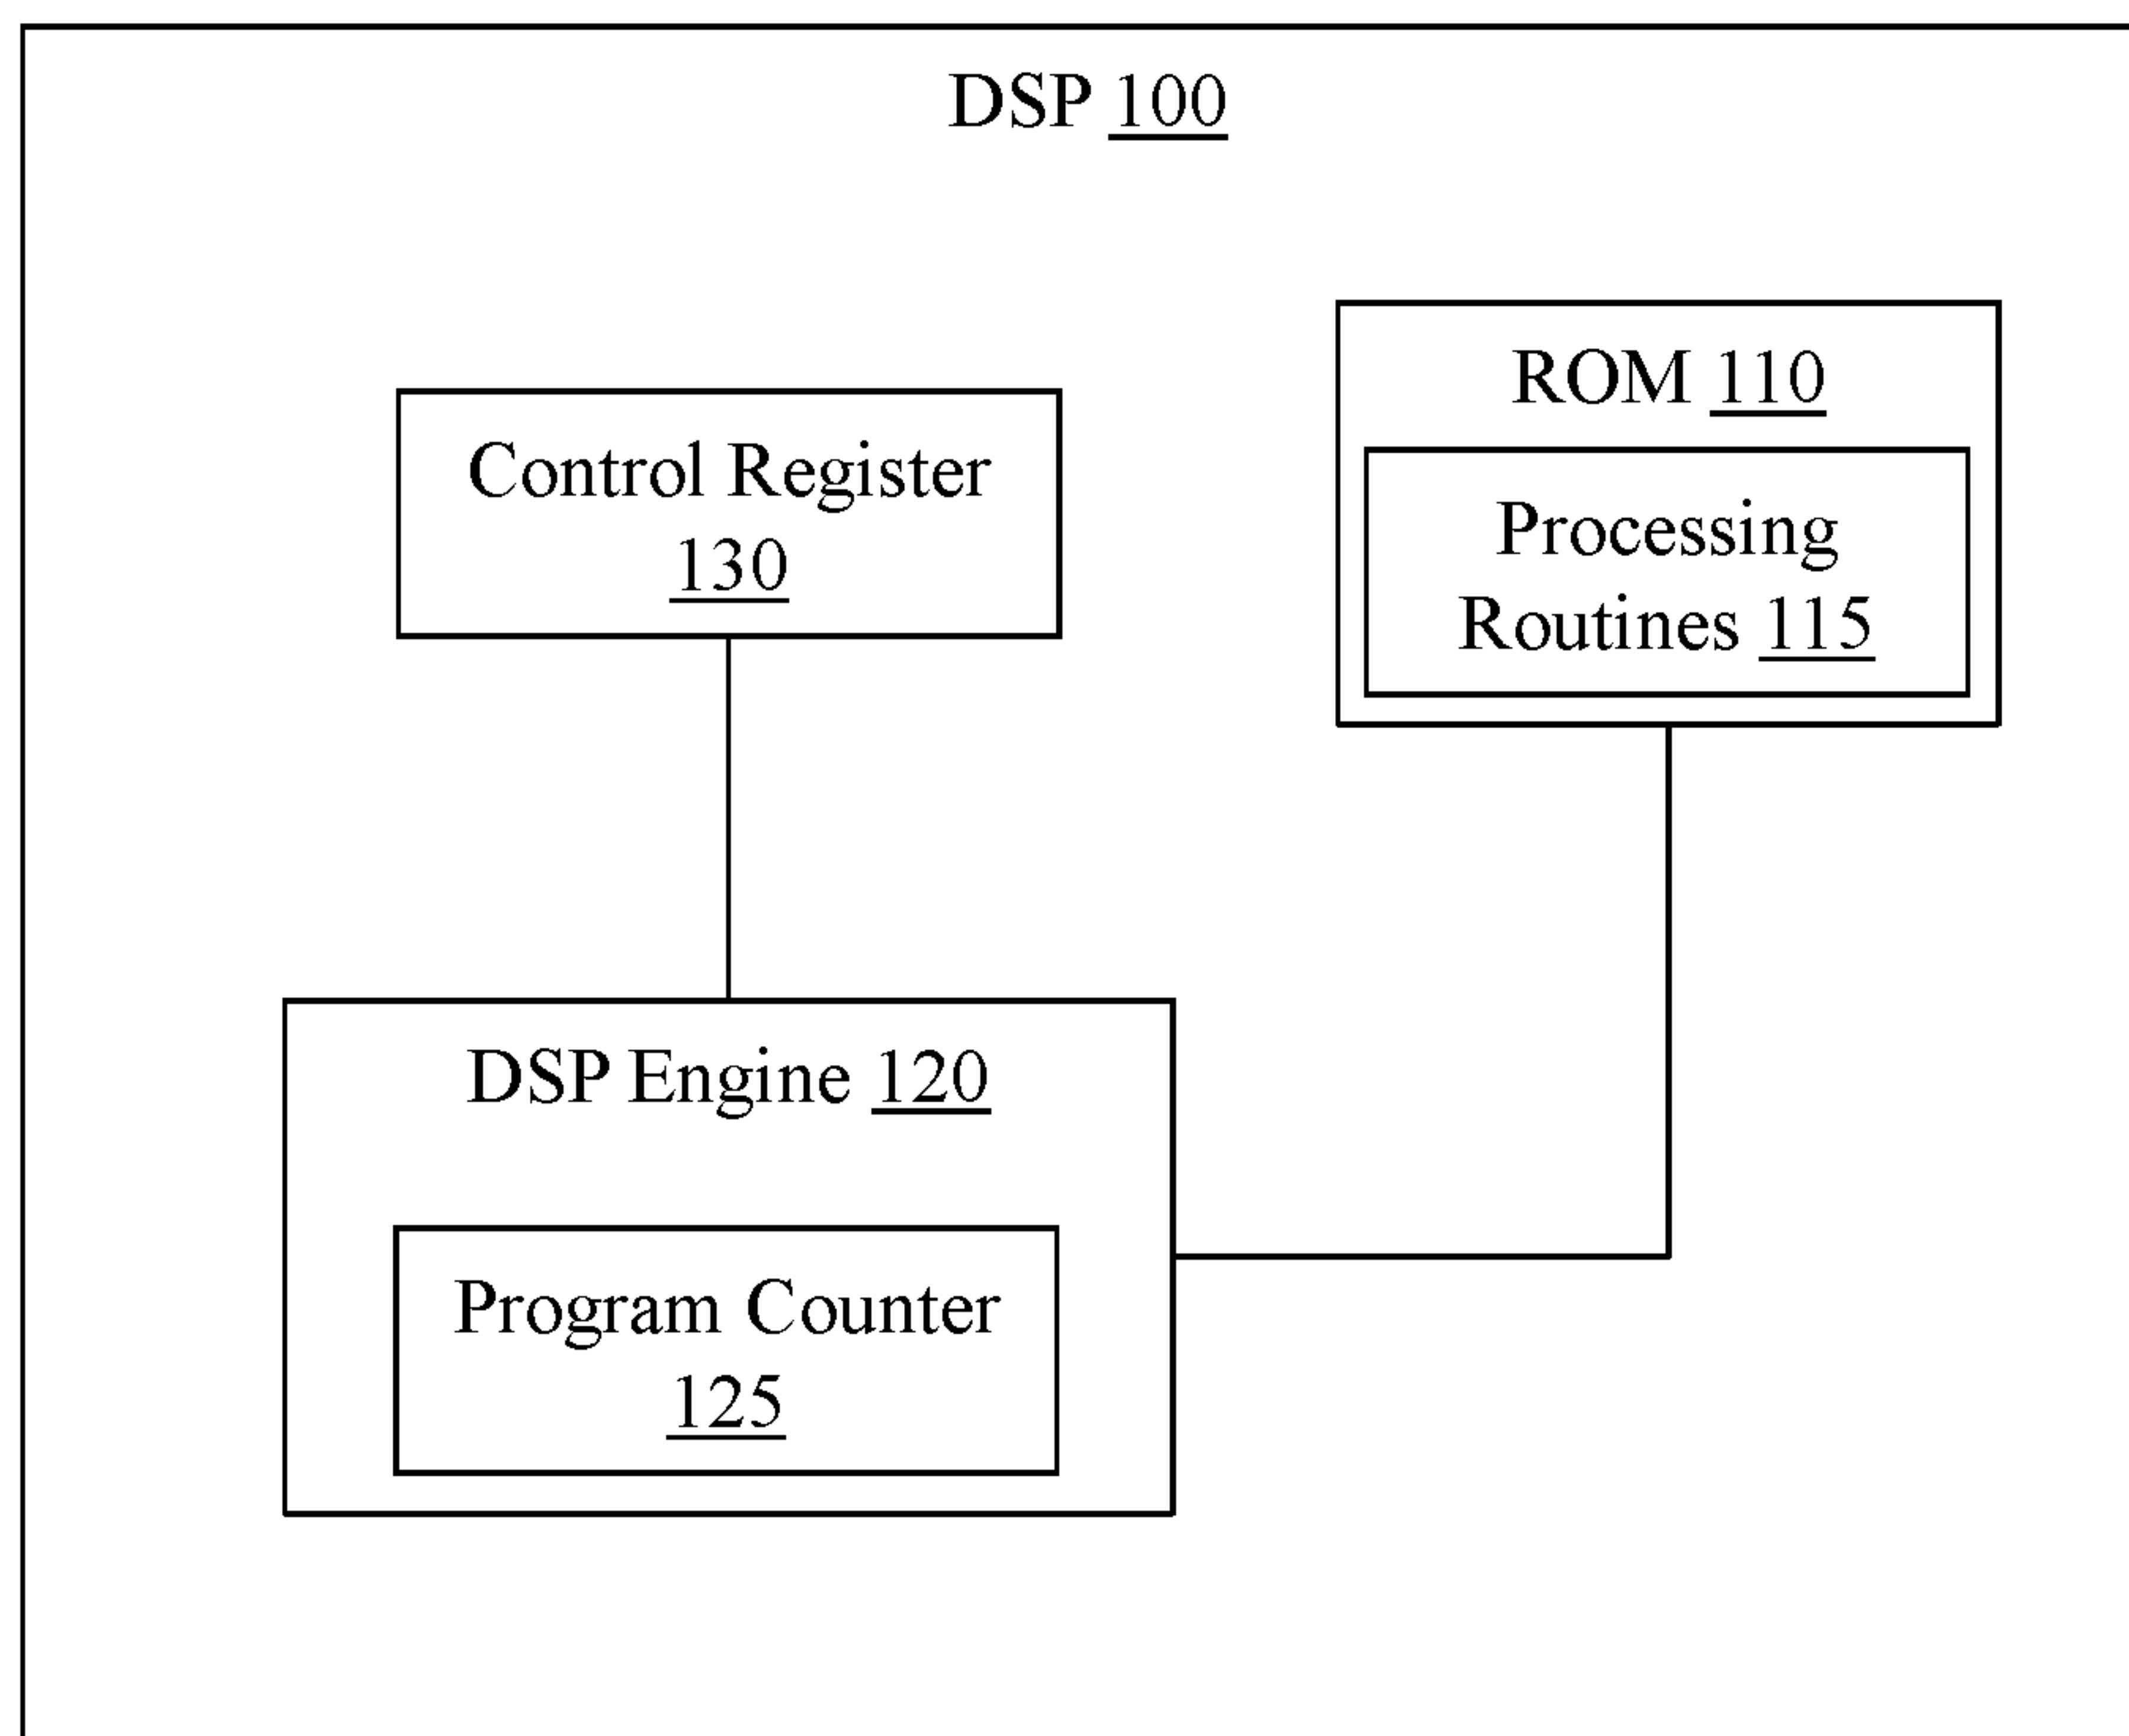 DSP 100
Control Register
130
ROM 110
Processing
Routines 115
DSP Engine 120
Program Counter
125